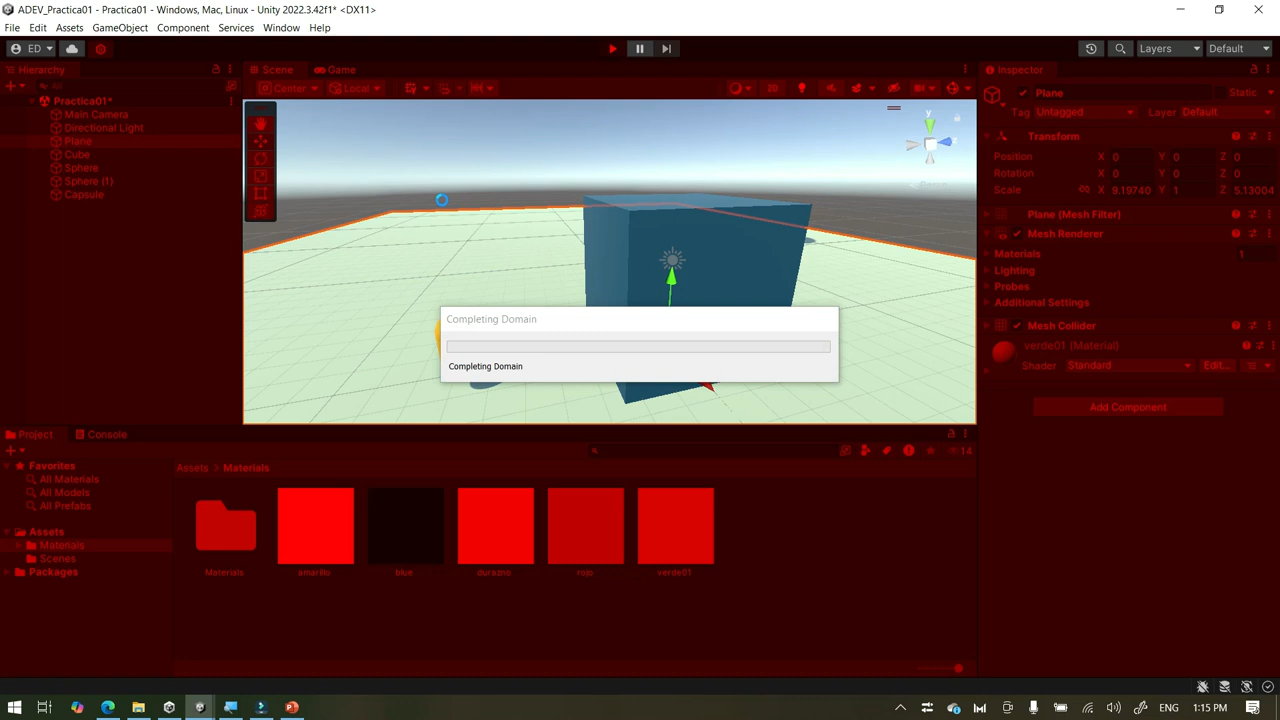 ADEV_Practica01 - Practica01 - Windows, Mac, Linux - Unity 2022.3.42f1* <DX11>
File Edit Assets GameObject Component Services Window Help
ED Layers Default
Hierarchy
All
Practica01*
Main Camera
Directional Light
Plane
Cube
Sphere
Sphere (1)
Capsule
Scene Game
Center Local 2D
y
Completing Domain
Completing Domain
Inspector
Plane Static
Tag Untagged Layer Default
Transform
Position X 0 Y 0 Z 0
Rotation X 0 Y 0 Z 0
Scale X 9.19740 Y 1 Z 5.13004
Plane (Mesh Filter)
Mesh Renderer
Materials 1
Lighting
Probes
Additional Settings
Mesh Collider
verde01 (Material)
Shader Standard Edit...
Add Component
Project Console
14
Favorites
All Materials
All Models
All Prefabs
Assets
Materials
Scenes
Packages
Assets > Materials
Materials amarillo blue durazno rojo verde01
ENG 1:15 PM